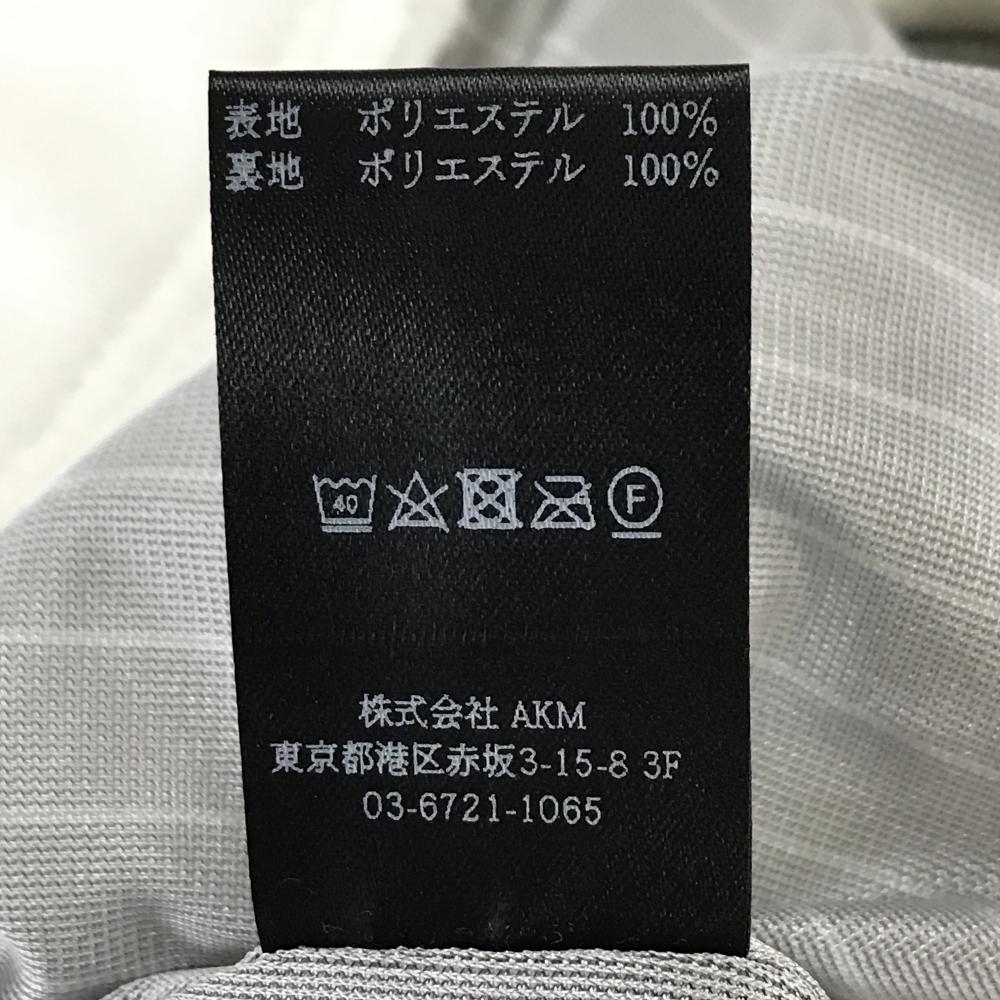 表地 ポリエステル 100%
裏地 ポリエステル 100%
40 F
株式会社 AKM
東京都港区赤坂3-15-8 3F
03-6721-1065